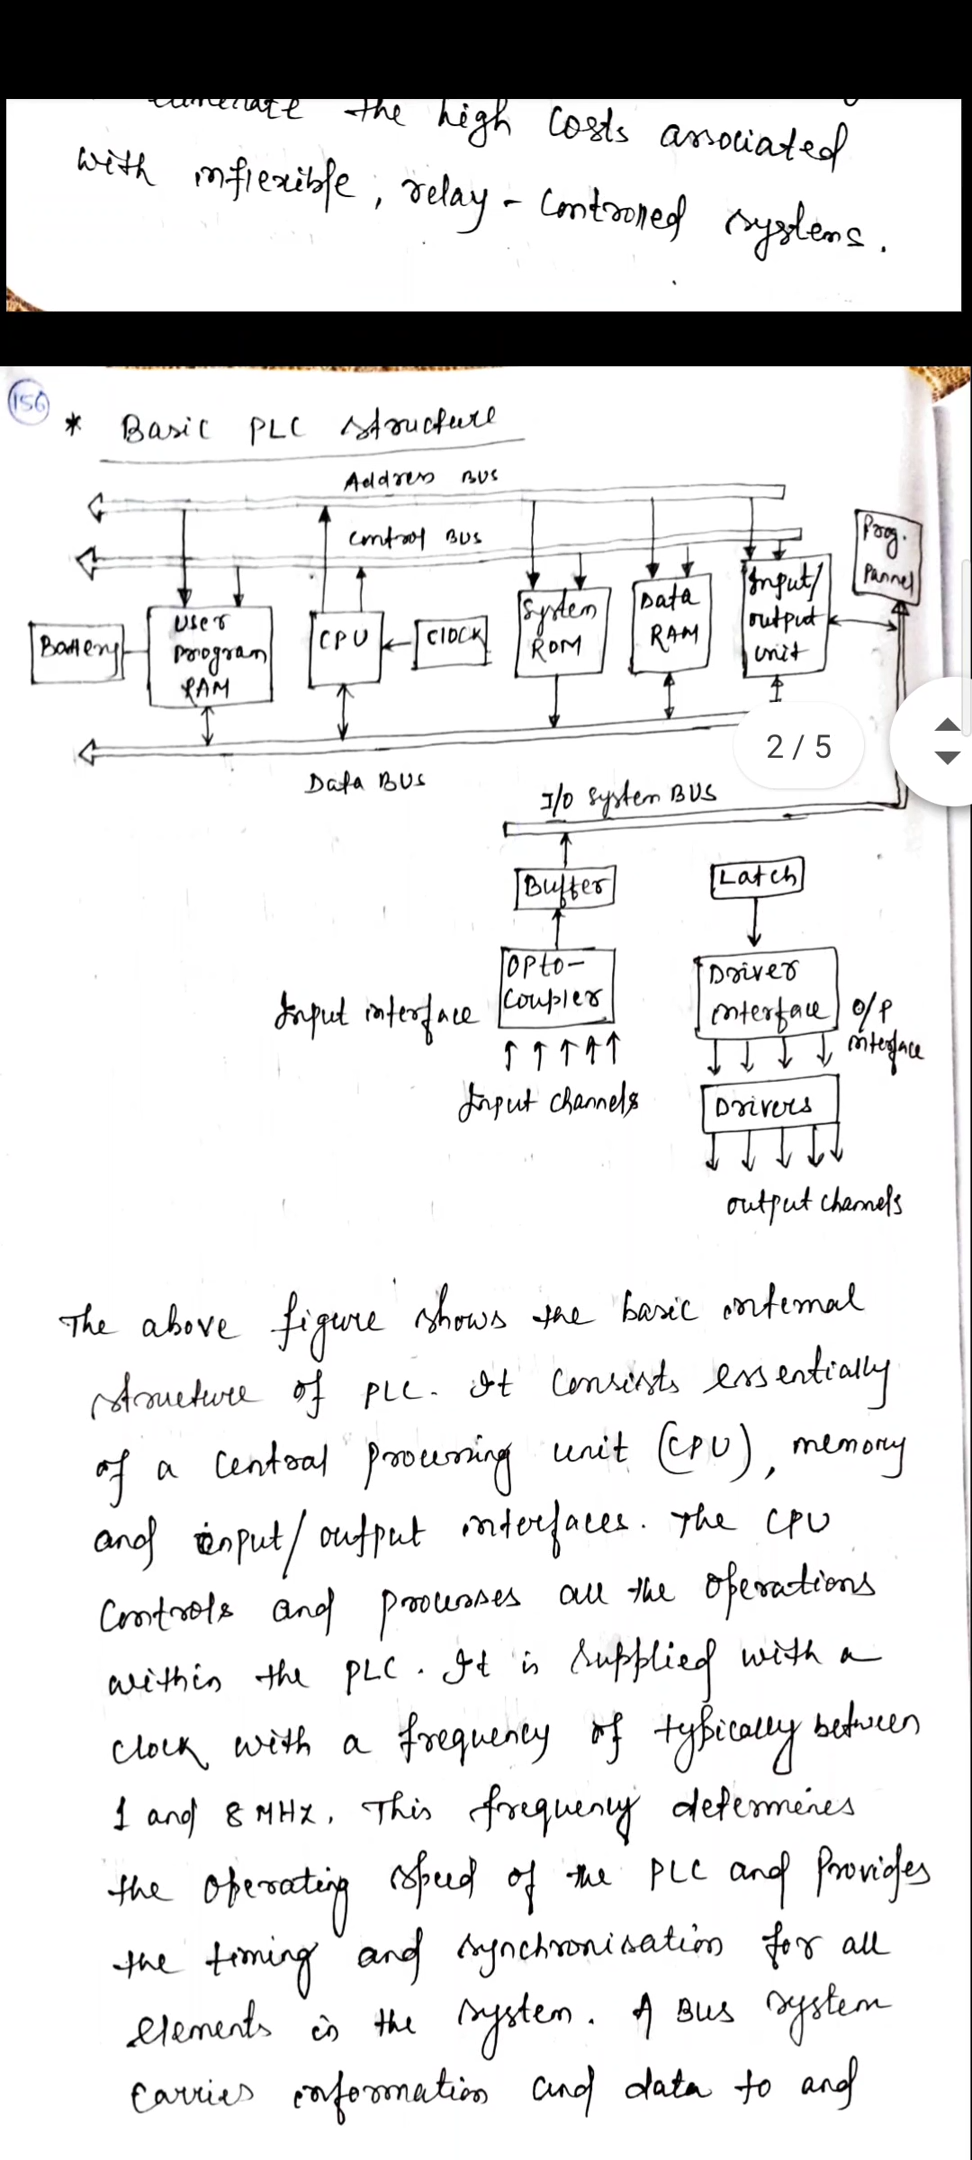 eliminate the high costs associated
with inflexible, relay-controlled systems.
156
* Basic PLC structure
Address BUS
Control BUS
Prog.
Pannel
Battery
User
program
RAM
CPU
Clock
System
ROM
Data
RAM
Input/
output
unit
2 / 5
Data BUS
I/O system BUS
Buffer
Latch
Opto-
Coupler
Input interface
Driver
interface
O/P
interface
Input channels
Drivers
output channels
The above figure shows the basic internal
structure of PLC. It consists essentially
of a central processing unit (CPU), memory
and input/output interfaces. The CPU
controls and processes all the operations
within the PLC. It is supplied with a
clock with a frequency of typically between
1 and 8 MHz. This frequency determines
the operating speed of the PLC and provides
the timing and synchronisation for all
elements in the system. A Bus system
carries information and data to and